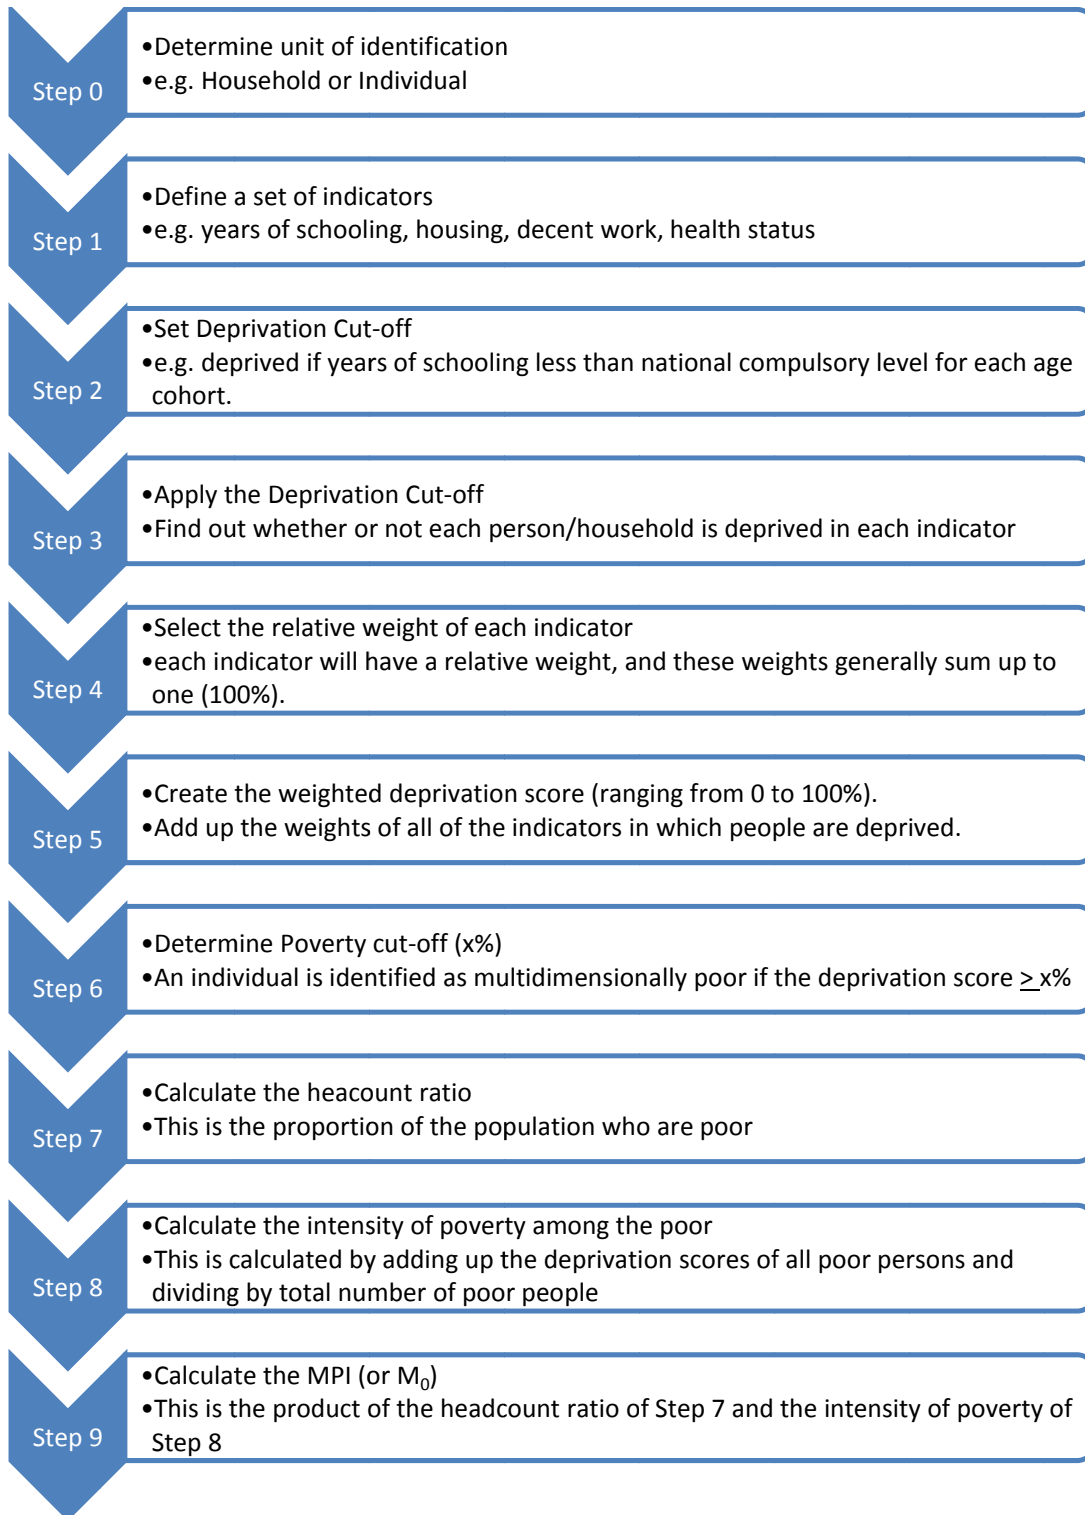 Step 0
•Determine unit of identification
•e.g. Household or Individual
Step 1
•Define a set of indicators
•e.g. years of schooling, housing, decent work, health status
Step 2
•Set Deprivation Cut-off
•e.g. deprived if years of schooling less than national compulsory level for each age
cohort.
Step 3
•Apply the Deprivation Cut-off
•Find out whether or not each person/household is deprived in each indicator
Step 4
•Select the relative weight of each indicator
•each indicator will have a relative weight, and these weights generally sum up to
one (100%).
Step 5
•Create the weighted deprivation score (ranging from 0 to 100%).
•Add up the weights of all of the indicators in which people are deprived.
Step 6
•Determine Poverty cut-off (x%)
•An individual is identified as multidimensionally poor if the deprivation score > x%
Step 7
•Calculate the heacount ratio
•This is the proportion of the population who are poor
Step 8
•Calculate the intensity of poverty among the poor
•This is calculated by adding up the deprivation scores of all poor persons and
dividing by total number of poor people
Step 9
•Calculate the MPI (or M₀)
•This is the product of the headcount ratio of Step 7 and the intensity of poverty of
Step 8